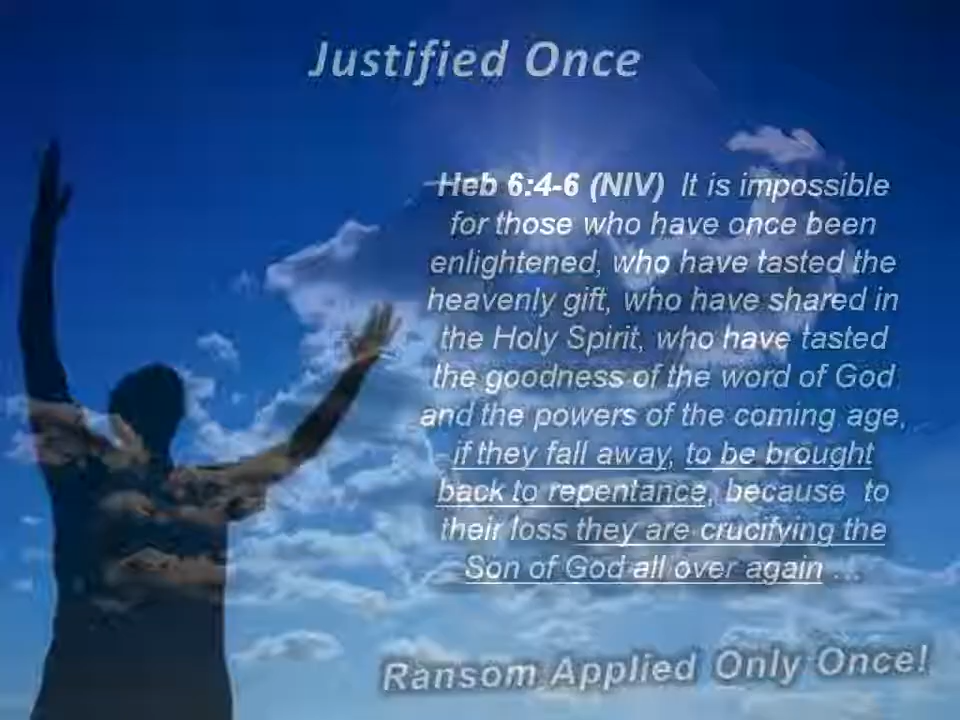 Justified Once
Heb 6:4-6 (NIV) It is impossible
for those who have once been
enlightened, who have tasted the
heavenly gift, who have shared in
the Holy Spirit, who have tasted
the goodness of the word of God
and the powers of the coming age,
if they fall away, to be brought
back to repentance, because to
their loss they are crucifying the
Son of God all over again ...
Ransom Applied Only Once!